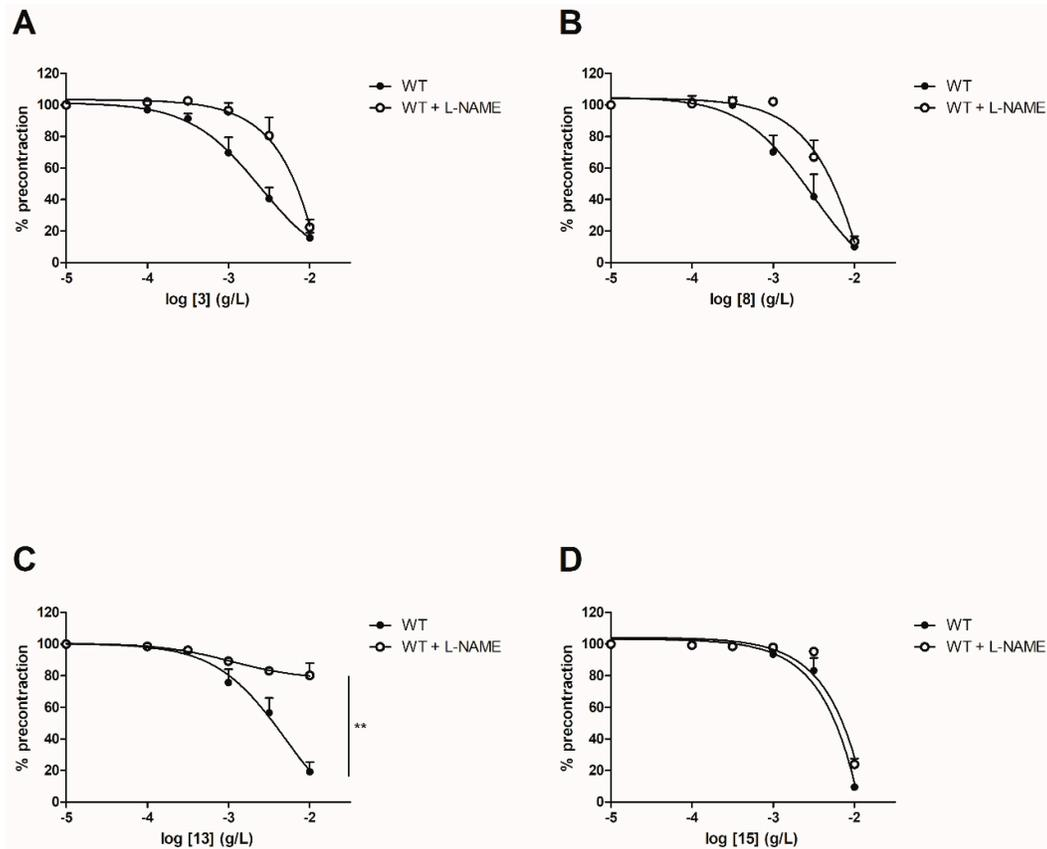 A
120
100
80
60
40
20
0
% precontraction
-5 -4 -3 -2
log [3] (g/L)
WT
WT + L-NAME
B
120
100
80
60
40
20
0
% precontraction
-5 -4 -3 -2
log [8] (g/L)
WT
WT + L-NAME
C
120
100
80
60
40
20
0
% precontraction
-5 -4 -3 -2
log [13] (g/L)
WT
WT + L-NAME
**
D
120
100
80
60
40
20
0
% precontraction
-5 -4 -3 -2
log [15] (g/L)
WT
WT + L-NAME